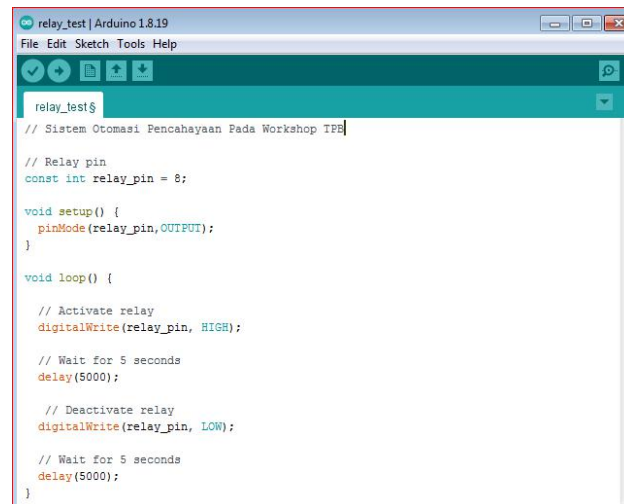 relay_test | Arduino 1.8.19
File Edit Sketch Tools Help
relay_test §
// Sistem Otomasi Pencahayaan Pada Workshop TPB
// Relay pin
const int relay_pin = 8;
void setup() {
pinMode(relay_pin,OUTPUT);
}
void loop() {
// Activate relay
digitalWrite(relay_pin, HIGH);
// Wait for 5 seconds
delay(5000);
// Deactivate relay
digitalWrite(relay_pin, LOW);
// Wait for 5 seconds
delay(5000);
}